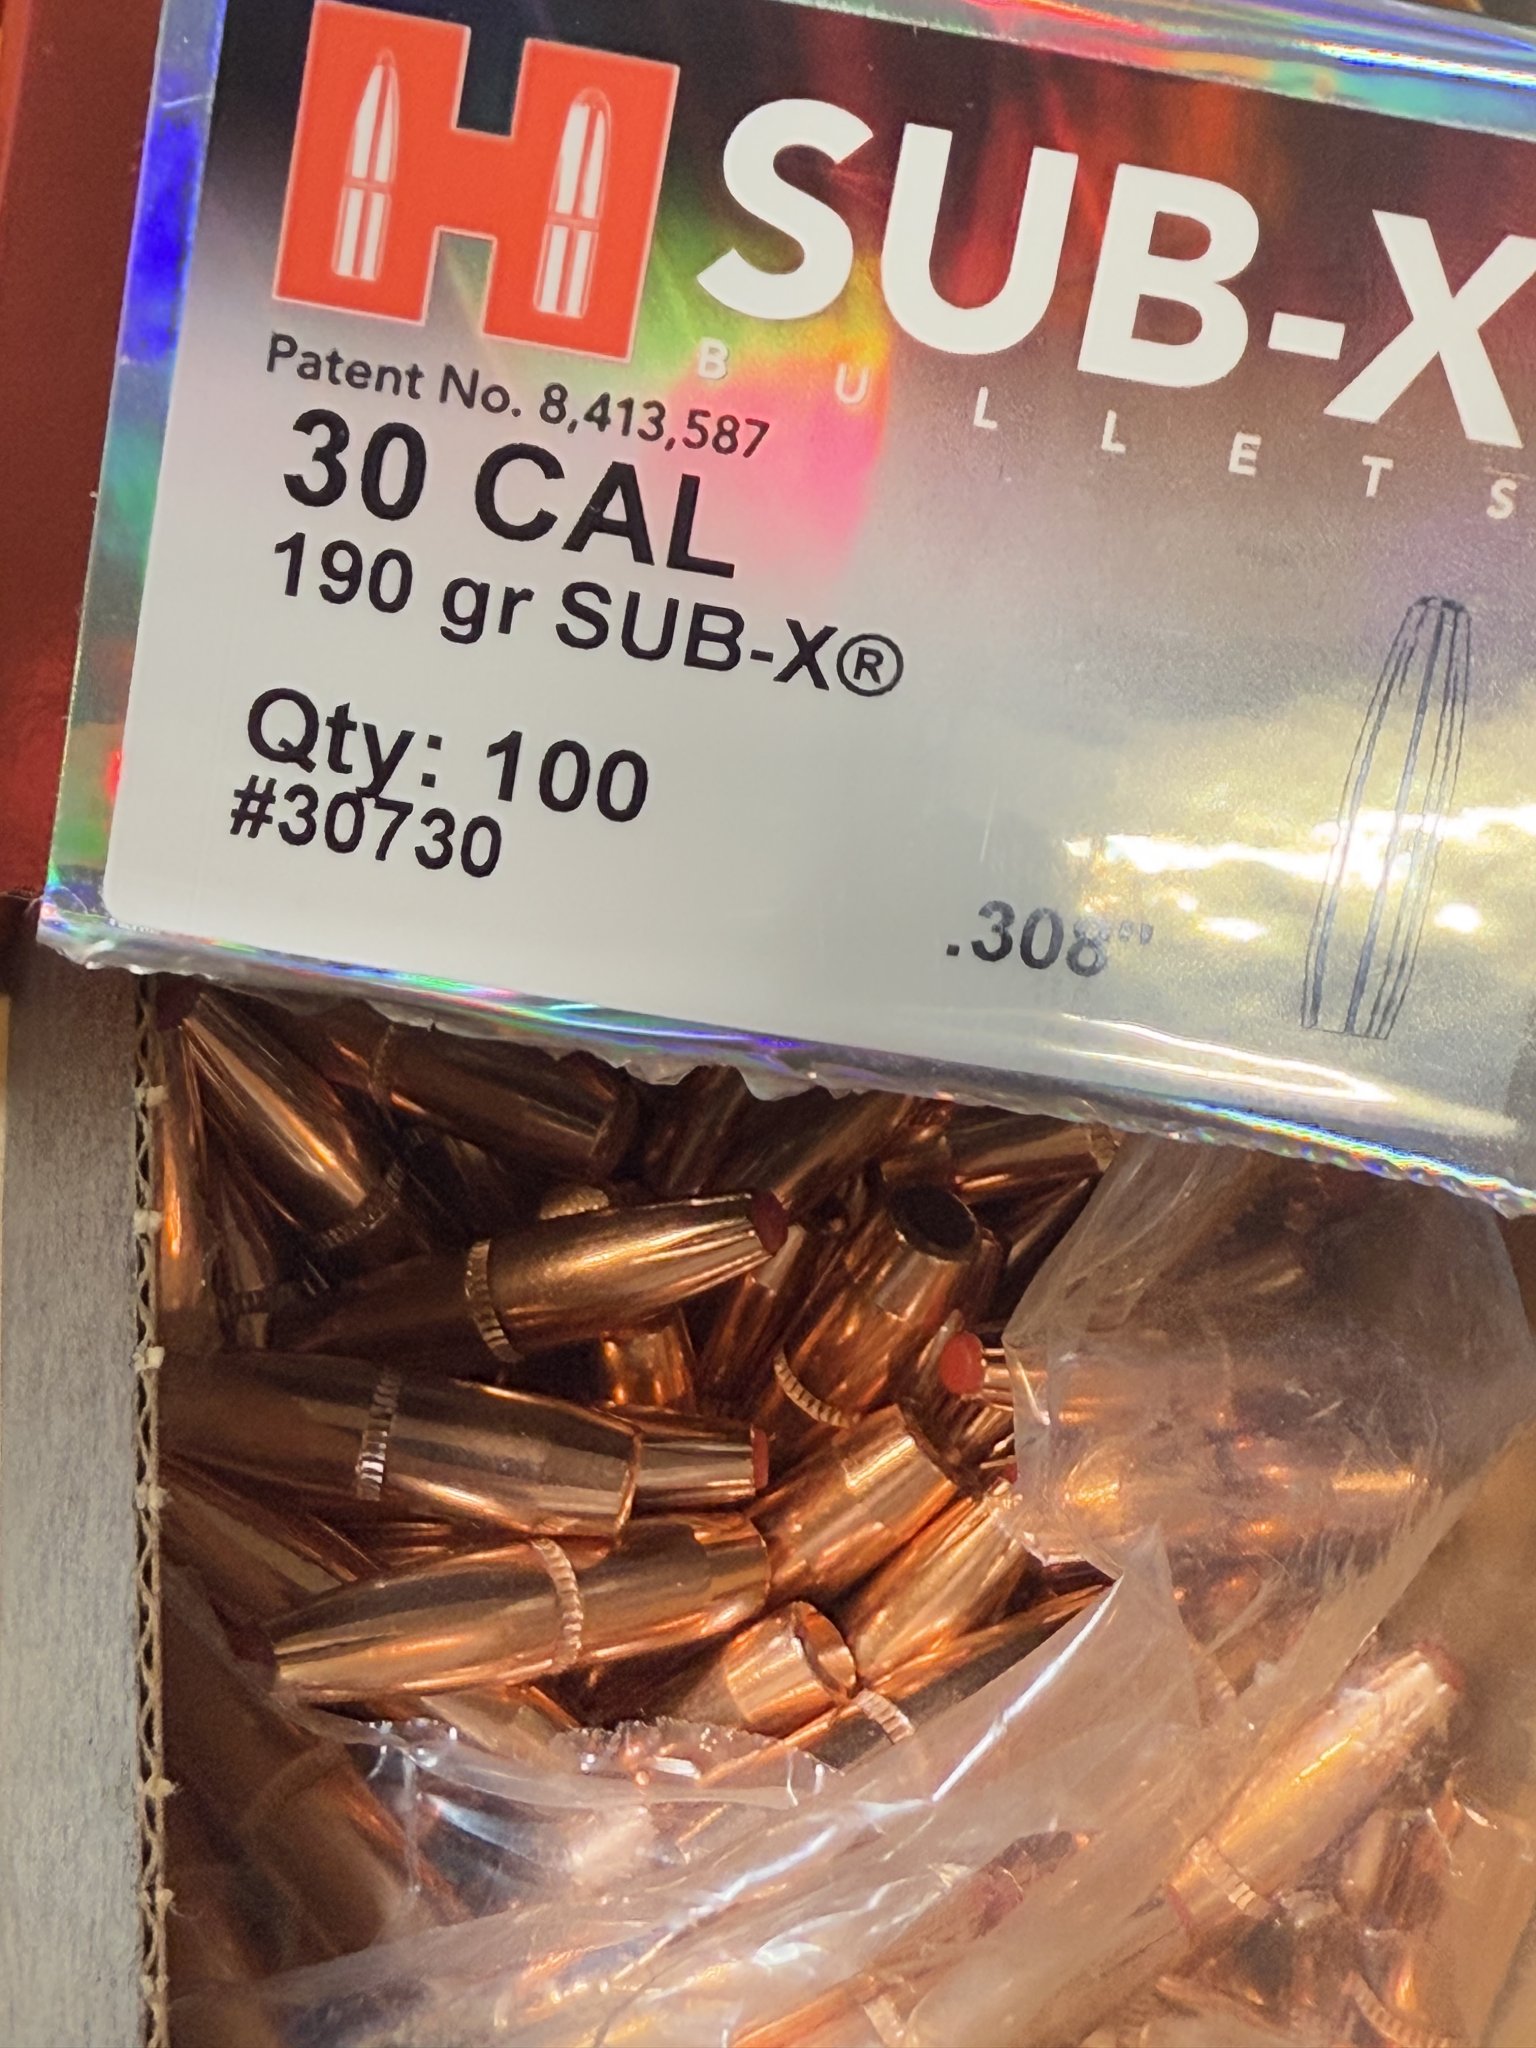 H SUB-X
BULLETS
Patent No. 8,413,587
30 CAL
190 gr SUB-X®
Qty: 100
#30730
.308"